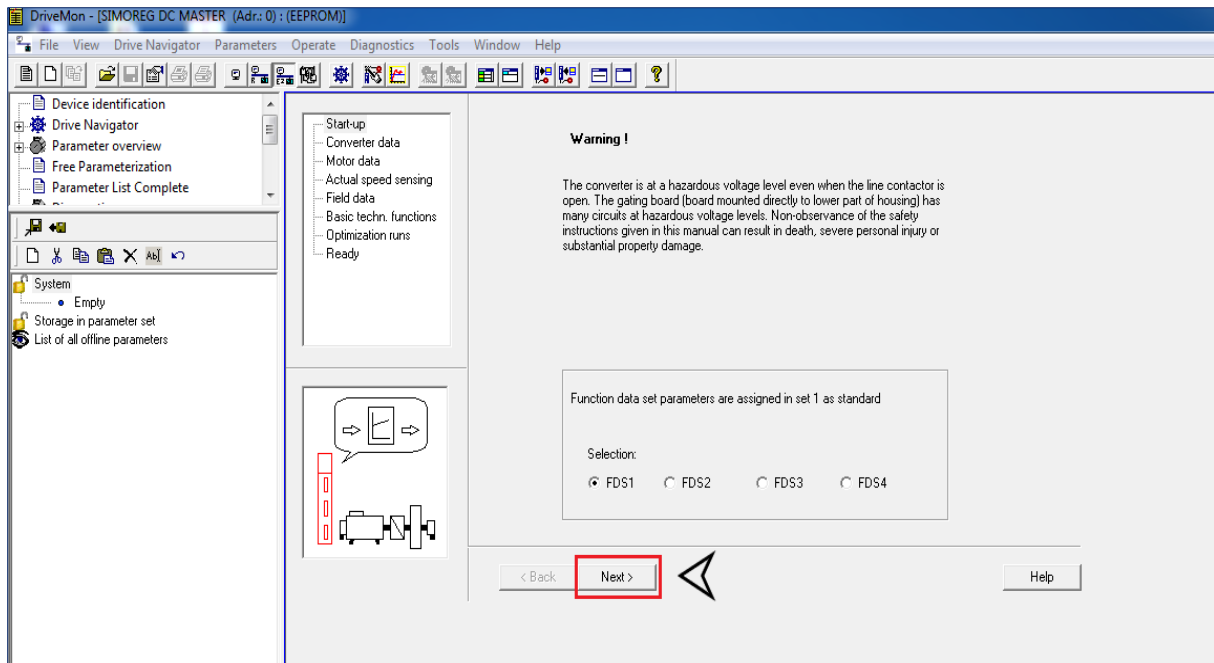 DriveMon - [SIMOREG DC MASTER (Adr.: 0) : (EEPROM)]
File View Drive Navigator Parameters Operate Diagnostics Tools Window Help
Device identification
Drive Navigator
Parameter overview
Free Parameterization
Parameter List Complete
System
Empty
Storage in parameter set
List of all offline parameters
Start-up
Converter data
Motor data
Actual speed sensing
Field data
Basic techn. functions
Optimization runs
Ready
Warning !
The converter is at a hazardous voltage level even when the line contactor is
open. The gating board (board mounted directly to lower part of housing) has
many circuits at hazardous voltage levels. Non-observance of the safety
instructions given in this manual can result in death, severe personal injury or
substantial property damage.
Function data set parameters are assigned in set 1 as standard
Selection:
FDS1 FDS2 FDS3 FDS4
< Back Next > Help